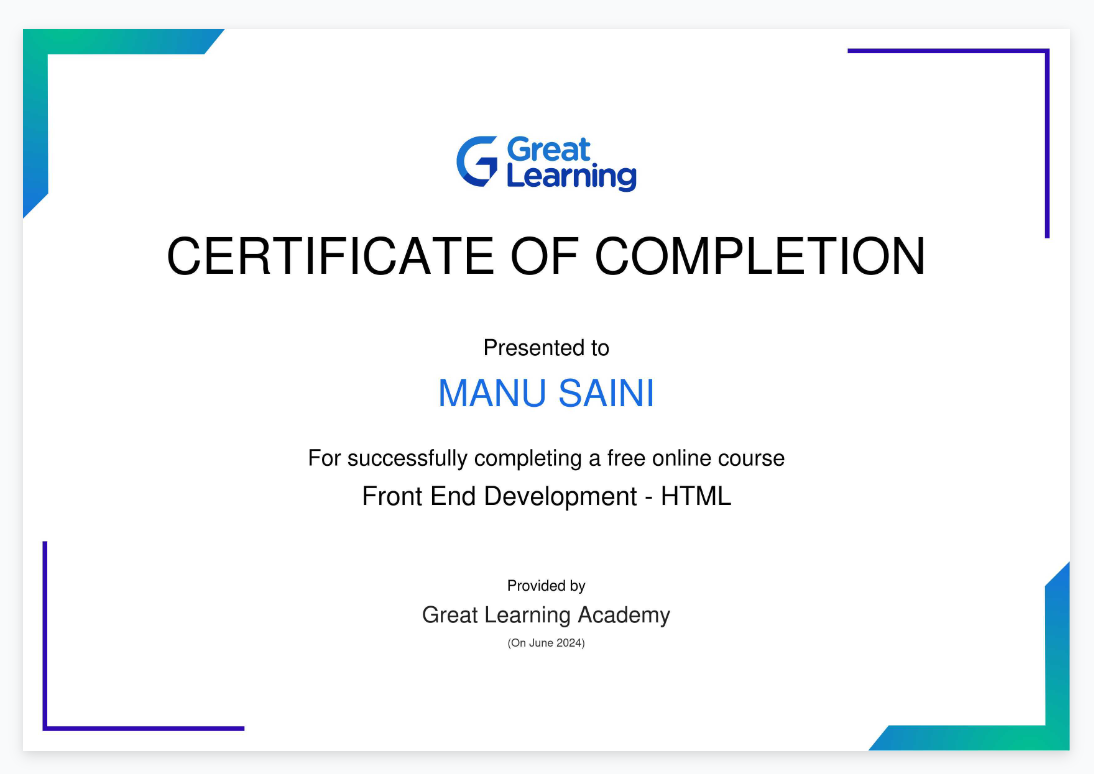 Great
Learning
CERTIFICATE OF COMPLETION
Presented to
MANU SAINI
For successfully completing a free online course
Front End Development - HTML
Provided by
Great Learning Academy
(On June 2024)